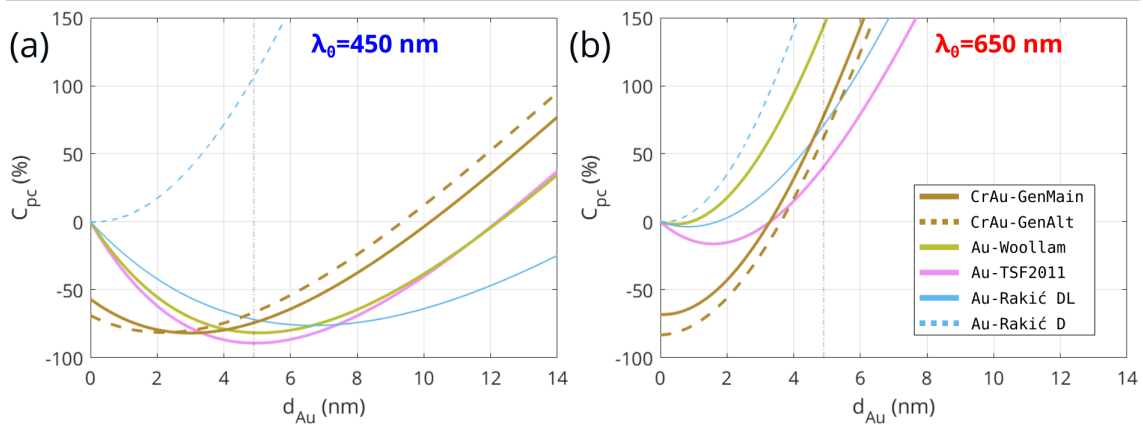 (a)
λ₀=450 nm
150
100
50
0
-50
-100
C_pc (%)
0 2 4 6 8 10 12 14
d_Au (nm)
(b)
λ₀=650 nm
150
100
50
0
-50
-100
C_pc (%)
0 2 4 6 8 10 12 14
d_Au (nm)
CrAu-GenMain
CrAu-GenAlt
Au-Woollam
Au-TSF2011
Au-Rakić DL
Au-Rakić D